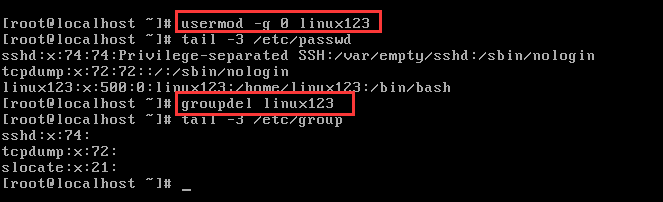 [root@localhost ~]# usermod -g 0 linux123
[root@localhost ~]# tail -3 /etc/passwd
sshd:x:74:74:Privilege-separated SSH:/var/empty/sshd:/sbin/nologin
tcpdump:x:72:72::/:/sbin/nologin
linux123:x:500:0:linux123:/home/linux123:/bin/bash
[root@localhost ~]# groupdel linux123
[root@localhost ~]# tail -3 /etc/group
sshd:x:74:
tcpdump:x:72:
slocate:x:21:
[root@localhost ~]# _